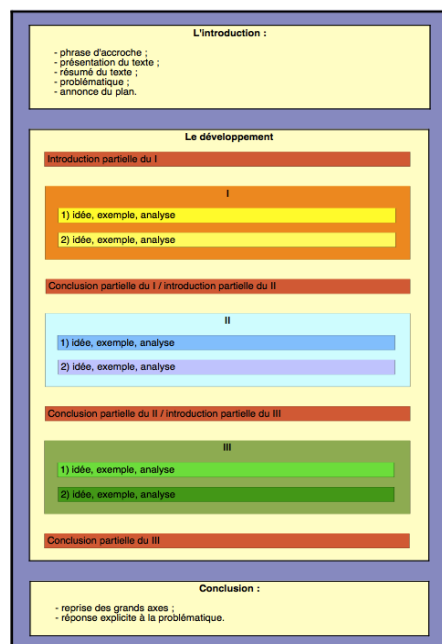 L'introduction :
- phrase d'accroche ;
- présentation du texte ;
- résumé du texte ;
- problématique ;
- annonce du plan.
Le développement
Introduction partielle du I
I
1) idée, exemple, analyse
2) idée, exemple, analyse
Conclusion partielle du I / introduction partielle du II
II
1) idée, exemple, analyse
2) idée, exemple, analyse
Conclusion partielle du II / introduction partielle du III
III
1) idée, exemple, analyse
2) idée, exemple, analyse
Conclusion partielle du III
Conclusion :
- reprise des grands axes ;
- réponse explicite à la problématique.